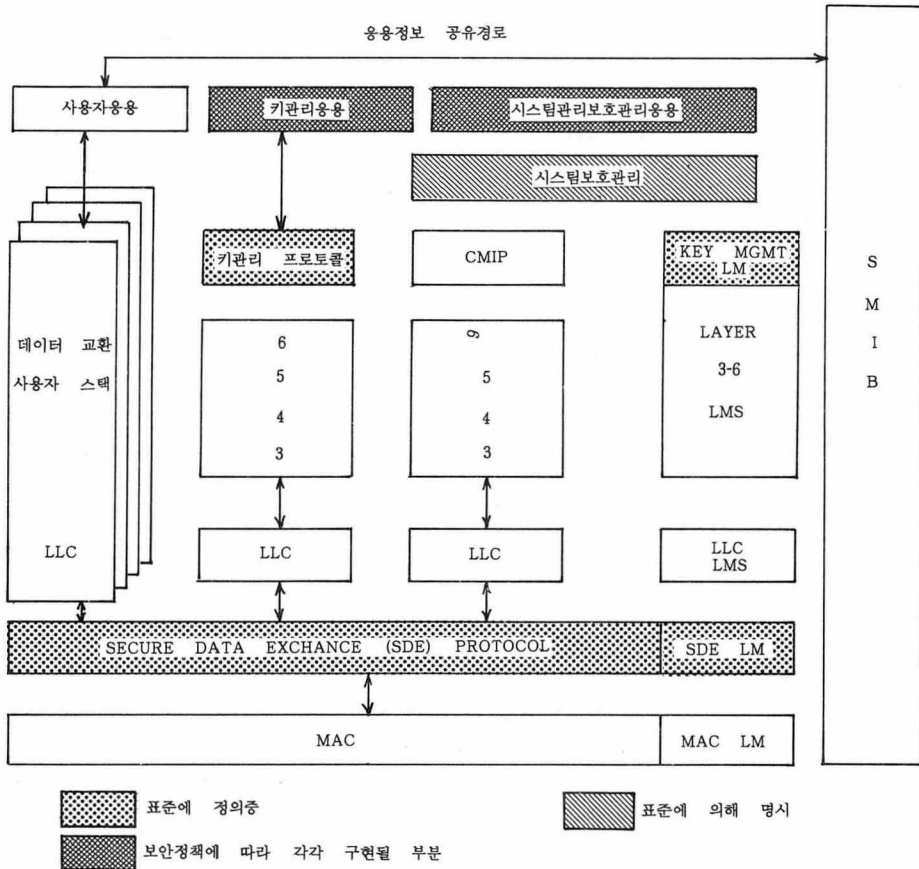 응용정보 공유경로
사용자응용
키관리응용
시스템관리보호관리응용
시스템보호관리
키관리 프로토콜
CMIP
KEY MGMT
LM
데이터 교환
사용자 스택
LLC
6
5
4
3
6
5
4
3
LAYER
3-6
LMS
LLC
LLC
LLC
LMS
SECURE DATA EXCHANGE (SDE) PROTOCOL
SDE LM
MAC
MAC LM
S
M
I
B
표준에 정의중
표준에 의해 명시
보안정책에 따라 각각 구현될 부분